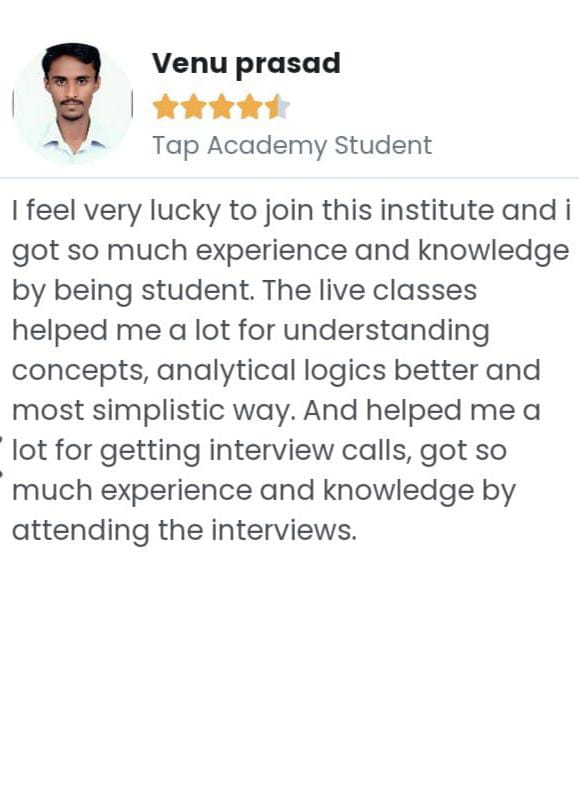 Venu prasad
Tap Academy Student
I feel very lucky to join this institute and i
got so much experience and knowledge
by being student. The live classes
helped me a lot for understanding
concepts, analytical logics better and
most simplistic way. And helped me a
lot for getting interview calls, got so
much experience and knowledge by
attending the interviews.